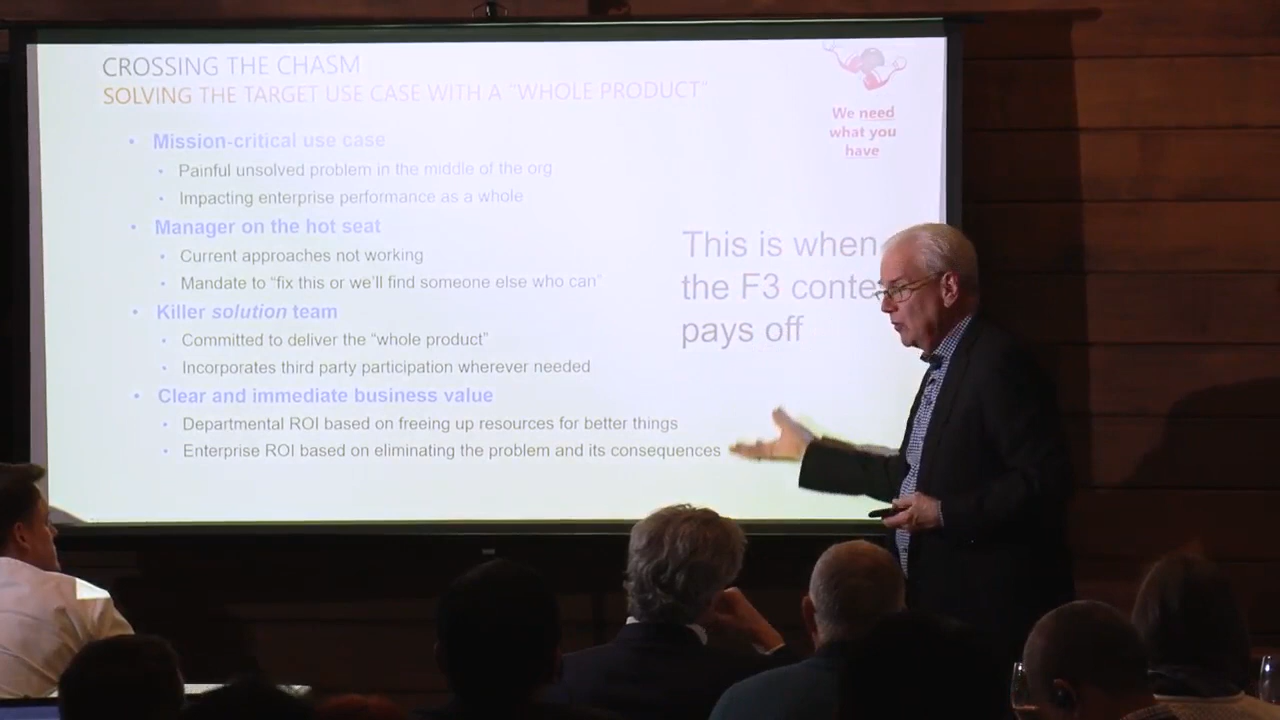 CROSSING THE CHASM
SOLVING THE TARGET USE CASE WITH A "WHOLE PRODUCT"
• Mission-critical use case
• Painful unsolved problem in the middle of the org
• Impacting enterprise performance as a whole
• Manager on the hot seat
• Current approaches not working
• Mandate to "fix this or we'll find someone else who can"
• Killer solution team
• Committed to deliver the "whole product"
• Incorporates third party participation wherever needed
• Clear and immediate business value
• Departmental ROI based on freeing up resources for better things
• Enterprise ROI based on eliminating the problem and its consequences
We need
what you
have
This is when
the F3
pays off